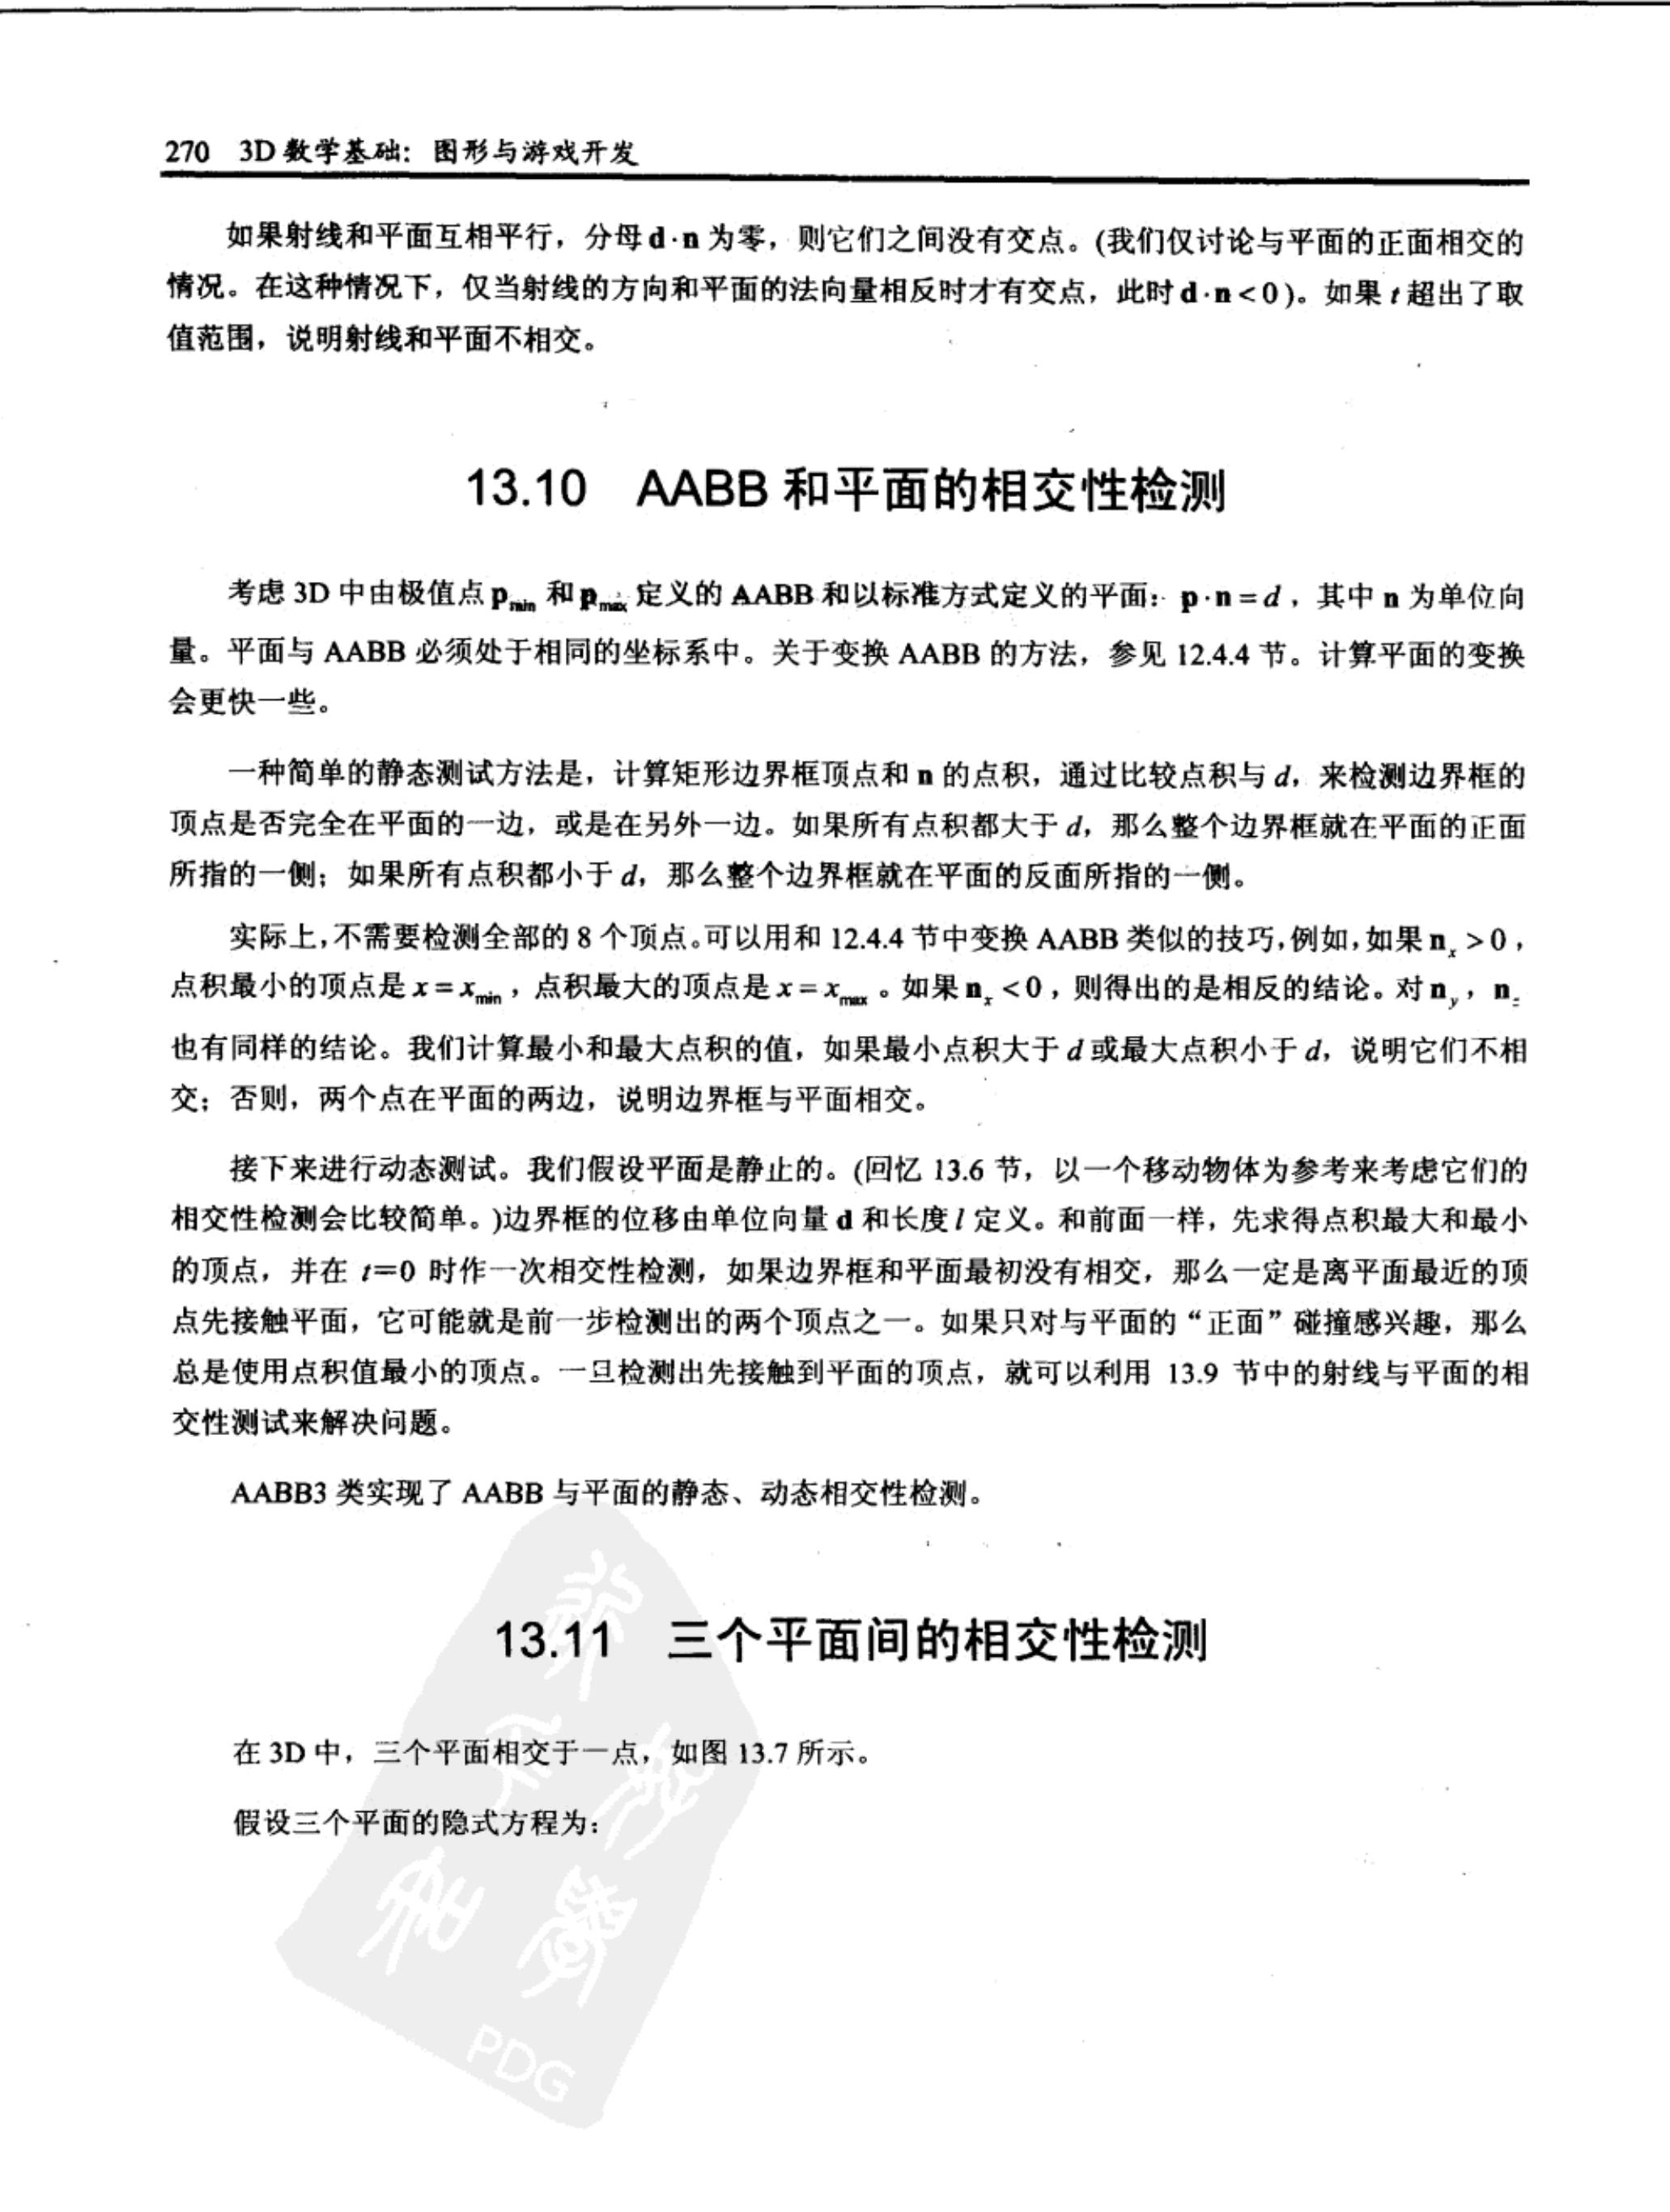 270 3D 数学基础：图形与游戏开发
如果射线和平面互相平行，分母 d·n 为零，则它们之间没有交点。(我们仅讨论与平面的正面相交的
情况。在这种情况下，仅当射线的方向和平面的法向量相反时才有交点，此时 d·n<0)。如果 t 超出了取
值范围，说明射线和平面不相交。
13.10 AABB 和平面的相交性检测
考虑 3D 中由极值点 pmin 和 pmax 定义的 AABB 和以标准方式定义的平面：p·n=d，其中 n 为单位向
量。平面与 AABB 必须处于相同的坐标系中。关于变换 AABB 的方法，参见 12.4.4 节。计算平面的变换
会更快一些。
一种简单的静态测试方法是，计算矩形边界框顶点和 n 的点积，通过比较点积与 d，来检测边界框的
顶点是否完全在平面的一边，或是在另外一边。如果所有点积都大于 d，那么整个边界框就在平面的正面
所指的一侧；如果所有点积都小于 d，那么整个边界框就在平面的反面所指的一侧。
实际上，不需要检测全部的 8 个顶点。可以用和 12.4.4 节中变换 AABB 类似的技巧，例如，如果 nx>0，
点积最小的顶点是 x=xmin，点积最大的顶点是 x=xmax。如果 nx<0，则得出的是相反的结论。对 ny，nz
也有同样的结论。我们计算最小和最大点积的值，如果最小点积大于 d 或最大点积小于 d，说明它们不相
交；否则，两个点在平面的两边，说明边界框与平面相交。
接下来进行动态测试。我们假设平面是静止的。(回忆 13.6 节，以一个移动物体为参考来考虑它们的
相交性检测会比较简单。)边界框的位移由单位向量 d 和长度 l 定义。和前面一样，先求得点积最大和最小
的顶点，并在 t=0 时作一次相交性检测，如果边界框和平面最初没有相交，那么一定是离平面最近的顶
点先接触平面，它可能就是前一步检测出的两个顶点之一。如果只对与平面的“正面”碰撞感兴趣，那么
总是使用点积值最小的顶点。一旦检测出先接触到平面的顶点，就可以利用 13.9 节中的射线与平面的相
交性测试来解决问题。
AABB3 类实现了 AABB 与平面的静态、动态相交性检测。
13.11 三个平面间的相交性检测
在 3D 中，三个平面相交于一点，如图 13.7 所示。
假设三个平面的隐式方程为：
PDG